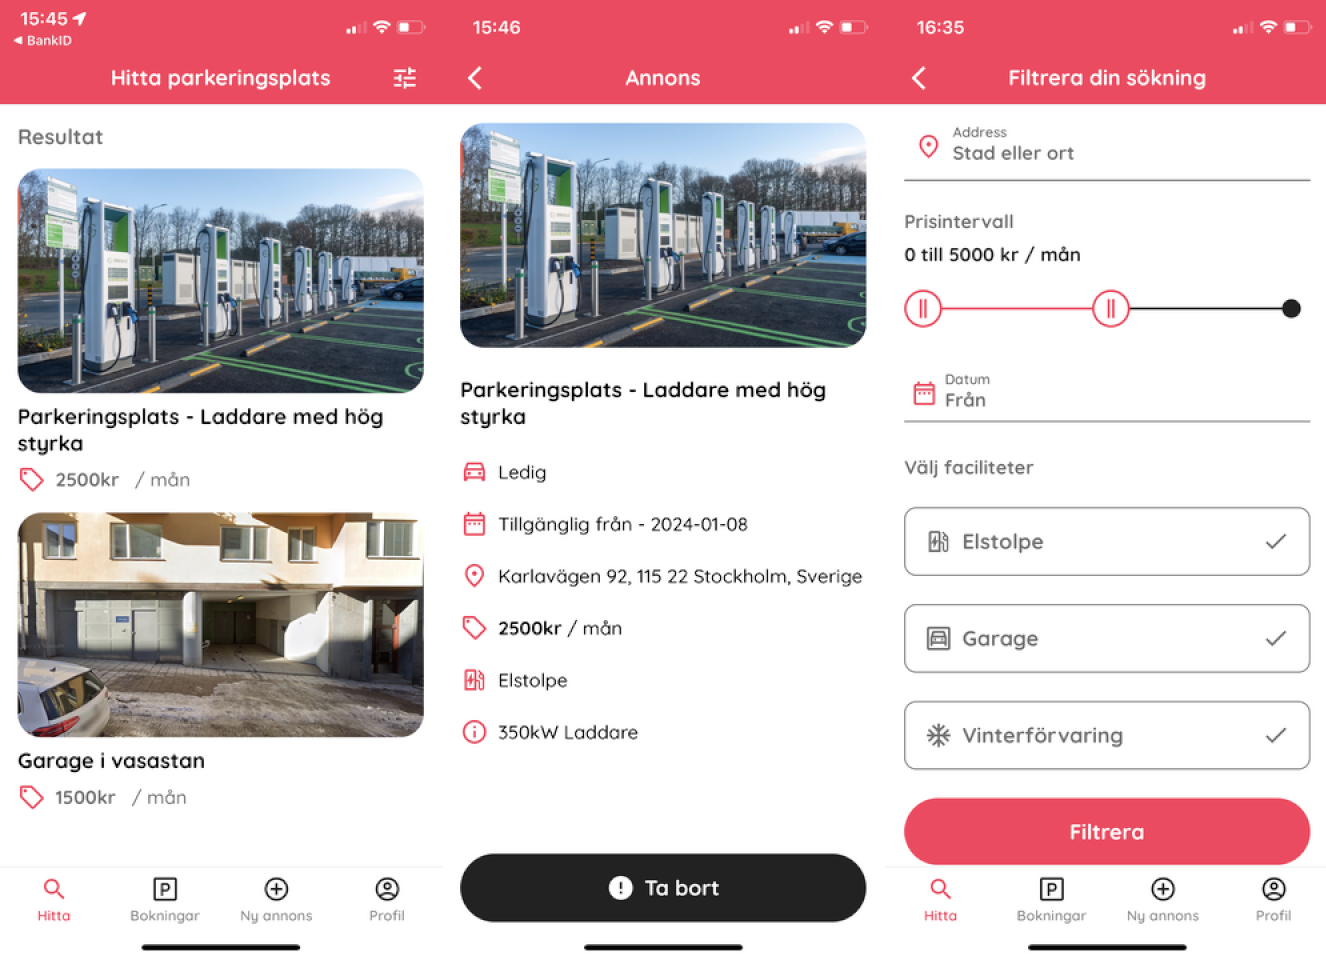 15:45
◀ BankID
Hitta parkeringsplats
Resultat
Parkeringsplats - Laddare med hög
styrka
2500kr / mån
Garage i vasastan
1500kr / mån
Hitta
Bokningar
Ny annons
Profil
15:46
Annons
Parkeringsplats - Laddare med hög
styrka
Ledig
Tillgänglig från - 2024-01-08
Karlavägen 92, 115 22 Stockholm, Sverige
2500kr / mån
Elstolpe
350kW Laddare
Ta bort
16:35
Filtrera din sökning
Address
Stad eller ort
Prisintervall
0 till 5000 kr / mån
Datum
Från
Välj faciliteter
Elstolpe
Garage
Vinterförvaring
Filtrera
Hitta
Bokningar
Ny annons
Profil